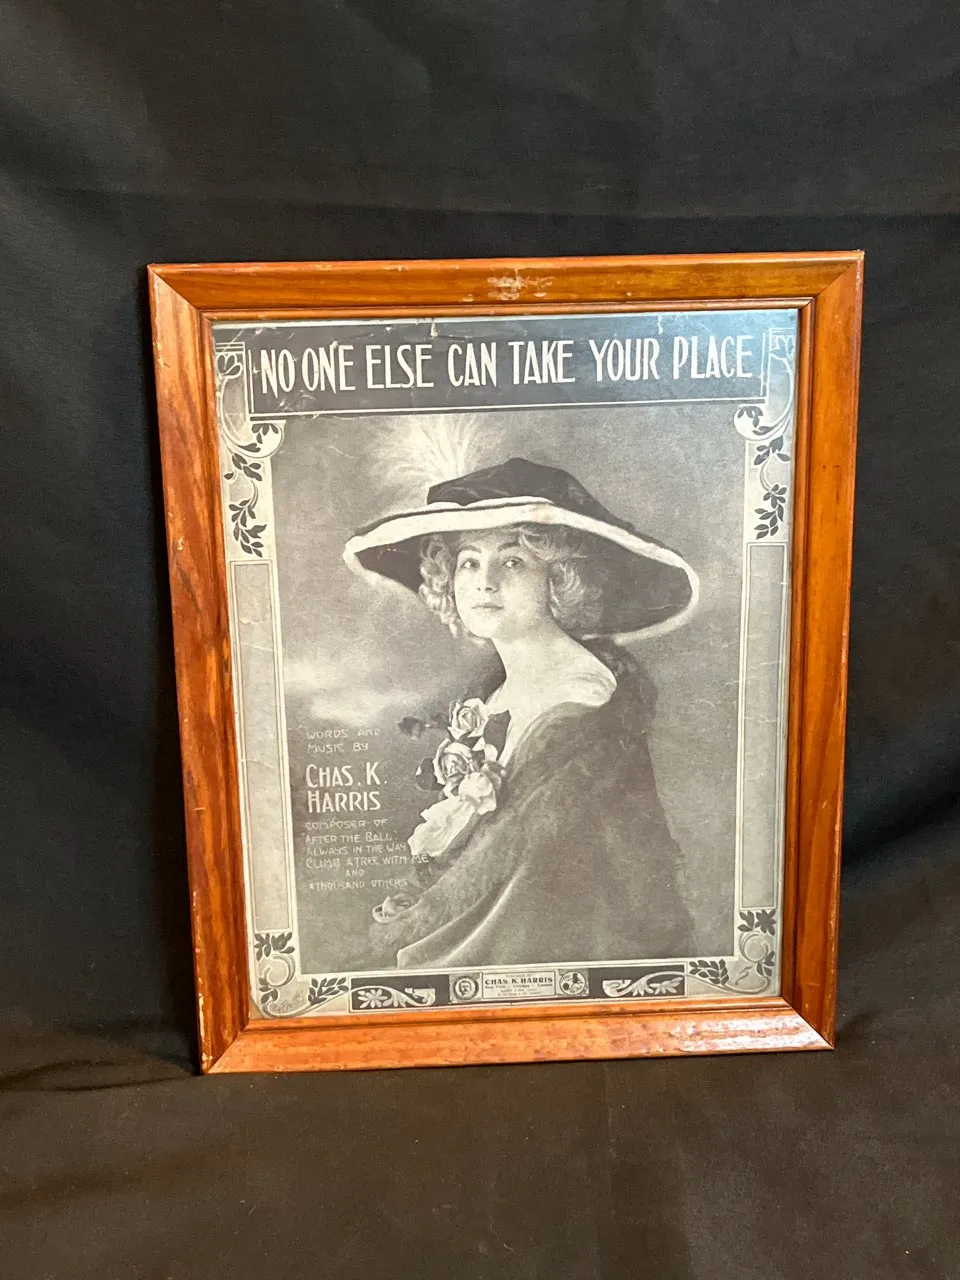 NO ONE ELSE CAN TAKE YOUR PLACE
WORDS AND
MUSIC BY
CHAS. K.
HARRIS
COMPOSER OF
"AFTER THE BALL"
"ALWAYS IN THE WAY"
"CLIMB A TREE WITH ME"
AND
A THOUSAND OTHERS
CHAS. K. HARRIS